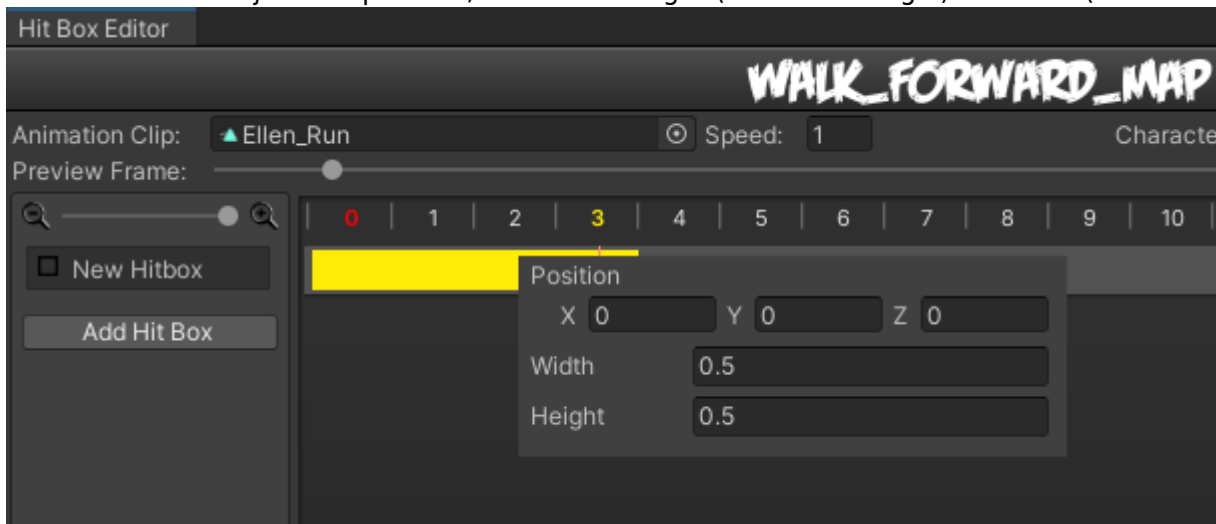 Hit Box Editor
WALK_FORWARD_MAP
Animation Clip: Ellen_Run Speed: 1
Preview Frame:
0 1 2 3 4 5 6 7 8 9 10
New Hitbox
Position
X 0 Y 0 Z 0
Add Hit Box
Width 0.5
Height 0.5